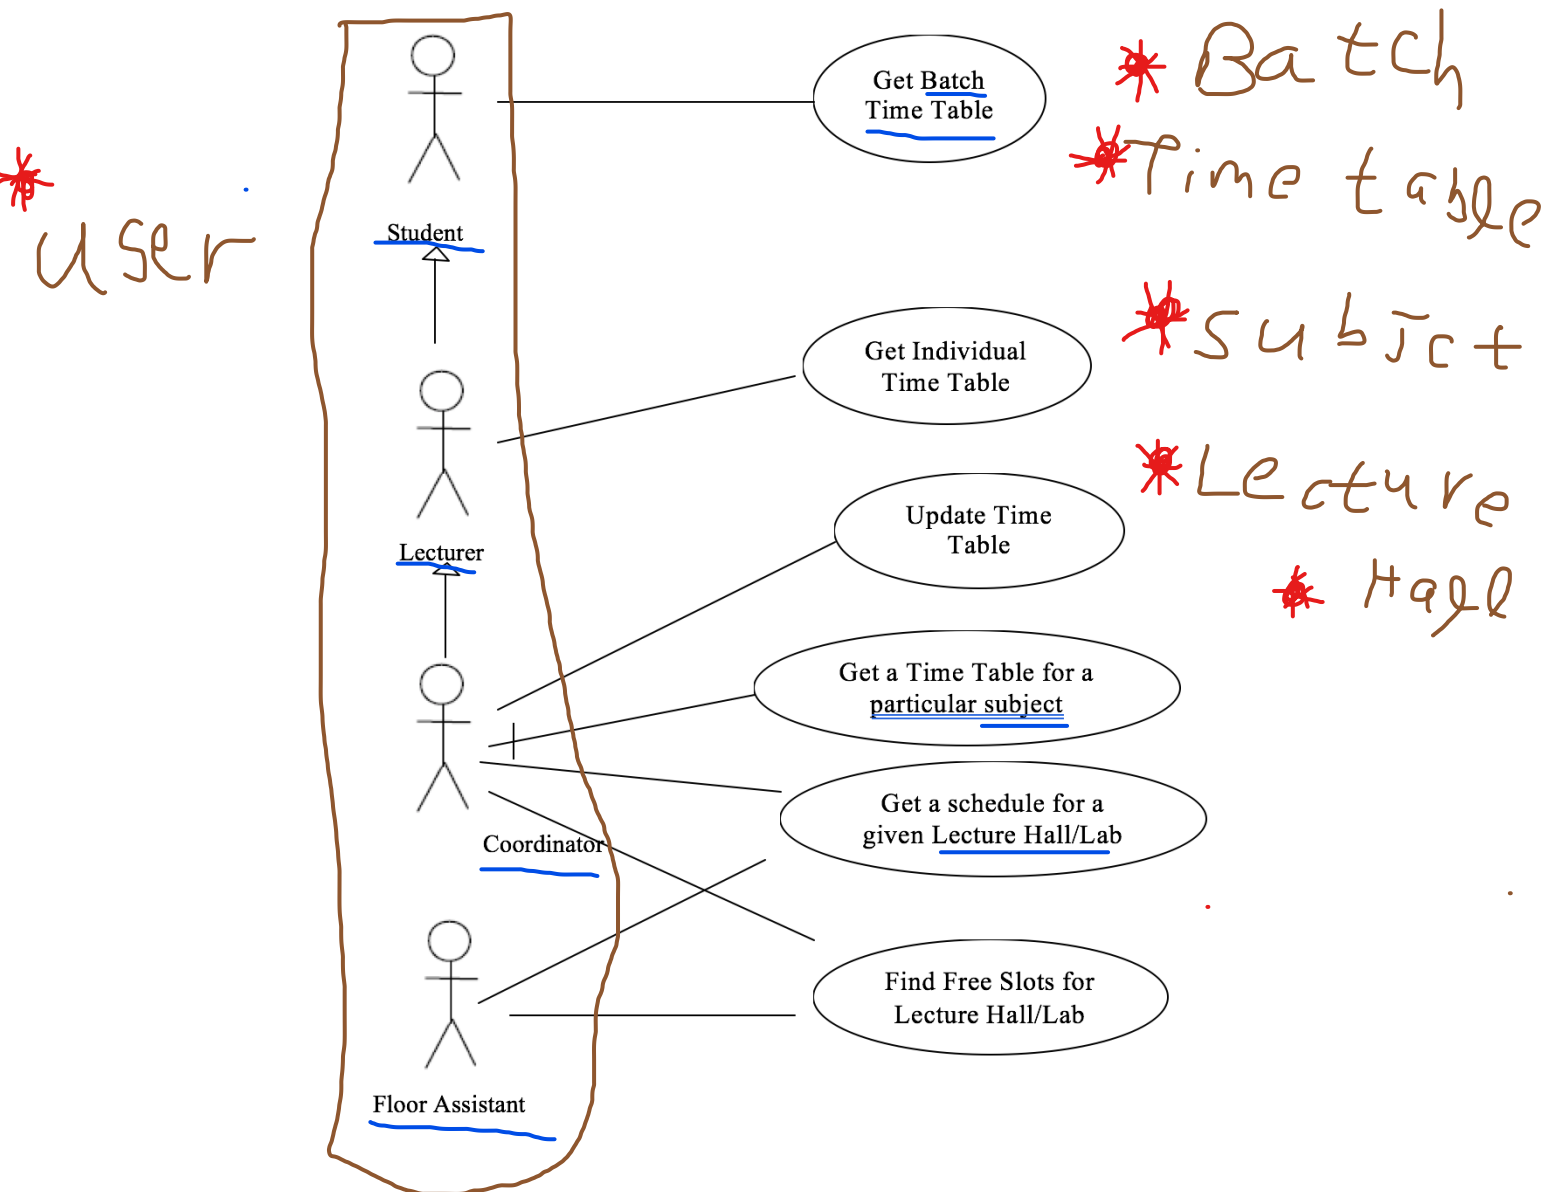 Get Batch
Time Table
Batch
Time table
user
Student
Get Individual
Time Table
Subjct
Lecturer
Update Time
Table
Lecture
Hall
Get a Time Table for a
particular subject
Get a schedule for a
given Lecture Hall/Lab
Coordinator
Find Free Slots for
Lecture Hall/Lab
Floor Assistant